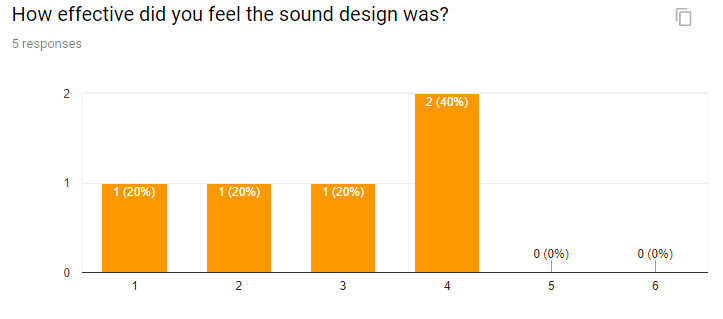 How effective did you feel the sound design was?
5 responses
2
2 (40%)
1
1 (20%) 1 (20%) 1 (20%)
0 (0%) 0 (0%)
0
1 2 3 4 5 6